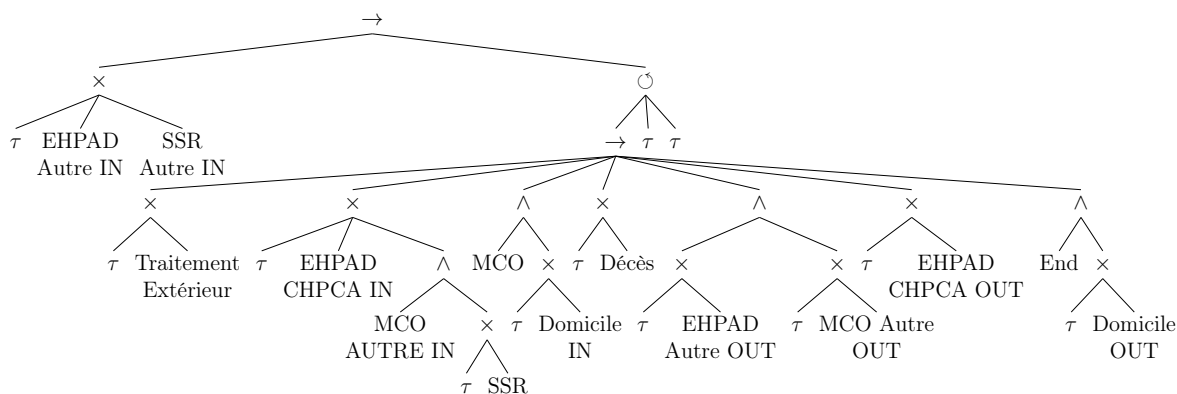 →
× ↺
τ EHPAD SSR → τ τ
Autre IN Autre IN
× × ∧ × ∧ × ∧
τ Traitement τ EHPAD ∧ MCO × τ Décès × × τ EHPAD End ×
Extérieur CHPCA IN CHPCA OUT
MCO × τ Domicile τ EHPAD τ MCO Autre τ Domicile
AUTRE IN IN Autre OUT OUT OUT
τ SSR